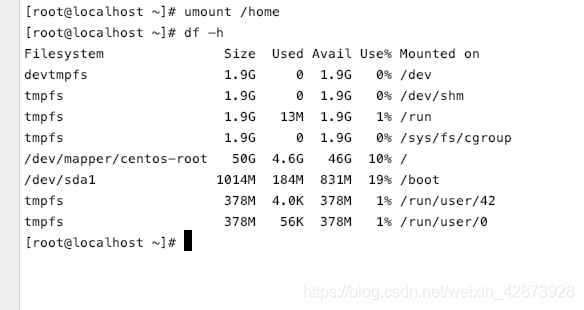 [root@localhost ~]# umount /home
[root@localhost ~]# df -h
Filesystem               Size  Used Avail Use% Mounted on
devtmpfs                 1.9G     0  1.9G   0% /dev
tmpfs                    1.9G     0  1.9G   0% /dev/shm
tmpfs                    1.9G   13M  1.9G   1% /run
tmpfs                    1.9G     0  1.9G   0% /sys/fs/cgroup
/dev/mapper/centos-root   50G  4.6G   46G  10% /
/dev/sda1               1014M  184M  831M  19% /boot
tmpfs                    378M  4.0K  378M   1% /run/user/42
tmpfs                    378M   56K  378M   1% /run/user/0
[root@localhost ~]#
https://blog.csdn.net/weixin_42873928